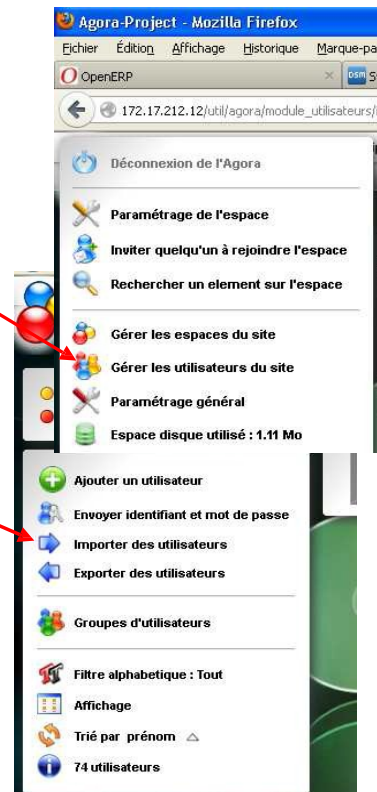 Agora-Project - Mozilla Firefox
Fichier Édition Affichage Historique Marque-pa
OpenERP × DSM S
172.17.212.12/util/agora/module_utilisateurs/
Déconnexion de l'Agora
Paramétrage de l'espace
Inviter quelqu'un à rejoindre l'espace
Rechercher un element sur l'espace
Gérer les espaces du site
Gérer les utilisateurs du site
Paramétrage général
Espace disque utilisé : 1.11 Mo
Ajouter un utilisateur
Envoyer identifiant et mot de passe
Importer des utilisateurs
Exporter des utilisateurs
Groupes d'utilisateurs
Filtre alphabetique : Tout
Affichage
Trié par prénom
74 utilisateurs